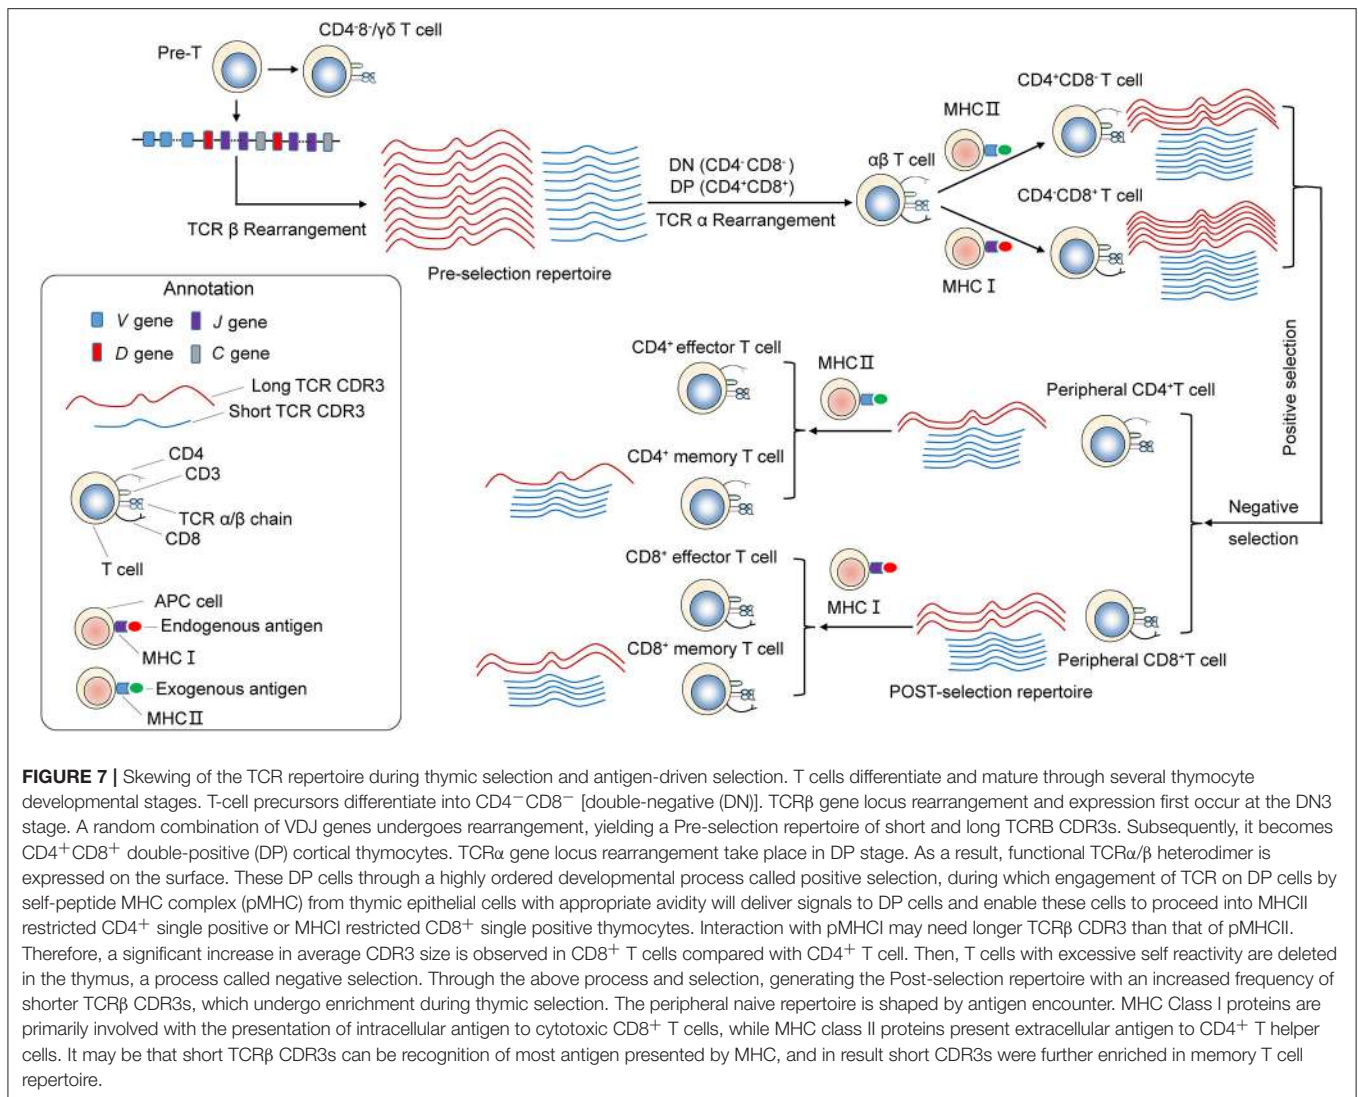 CD4-8-/γδ T cell
Pre-T
TCR β Rearrangement
Pre-selection repertoire
DN (CD4-CD8-)
DP (CD4+CD8+)
TCR α Rearrangement
αβ T cell
MHC II
CD4+CD8- T cell
CD4-CD8+ T cell
MHC I
Positive selection
Annotation
V gene
J gene
D gene
C gene
Long TCR CDR3
Short TCR CDR3
CD4
CD3
TCR α/β chain
CD8
T cell
APC cell
Endogenous antigen
MHC I
Exogenous antigen
MHC II
CD4+ effector T cell
MHC II
Peripheral CD4+T cell
CD4+ memory T cell
Negative
selection
CD8+ effector T cell
MHC I
CD8+ memory T cell
Peripheral CD8+T cell
POST-selection repertoire
FIGURE 7 | Skewing of the TCR repertoire during thymic selection and antigen-driven selection. T cells differentiate and mature through several thymocyte
developmental stages. T-cell precursors differentiate into CD4−CD8− [double-negative (DN)]. TCRβ gene locus rearrangement and expression first occur at the DN3
stage. A random combination of VDJ genes undergoes rearrangement, yielding a Pre-selection repertoire of short and long TCRB CDR3s. Subsequently, it becomes
CD4+CD8+ double-positive (DP) cortical thymocytes. TCRα gene locus rearrangement take place in DP stage. As a result, functional TCRα/β heterodimer is
expressed on the surface. These DP cells through a highly ordered developmental process called positive selection, during which engagement of TCR on DP cells by
self-peptide MHC complex (pMHC) from thymic epithelial cells with appropriate avidity will deliver signals to DP cells and enable these cells to proceed into MHCII
restricted CD4+ single positive or MHCI restricted CD8+ single positive thymocytes. Interaction with pMHCI may need longer TCRβ CDR3 than that of pMHCII.
Therefore, a significant increase in average CDR3 size is observed in CD8+ T cells compared with CD4+ T cell. Then, T cells with excessive self reactivity are deleted
in the thymus, a process called negative selection. Through the above process and selection, generating the Post-selection repertoire with an increased frequency of
shorter TCRβ CDR3s, which undergo enrichment during thymic selection. The peripheral naive repertoire is shaped by antigen encounter. MHC Class I proteins are
primarily involved with the presentation of intracellular antigen to cytotoxic CD8+ T cells, while MHC class II proteins present extracellular antigen to CD4+ T helper
cells. It may be that short TCRβ CDR3s can be recognition of most antigen presented by MHC, and in result short CDR3s were further enriched in memory T cell
repertoire.